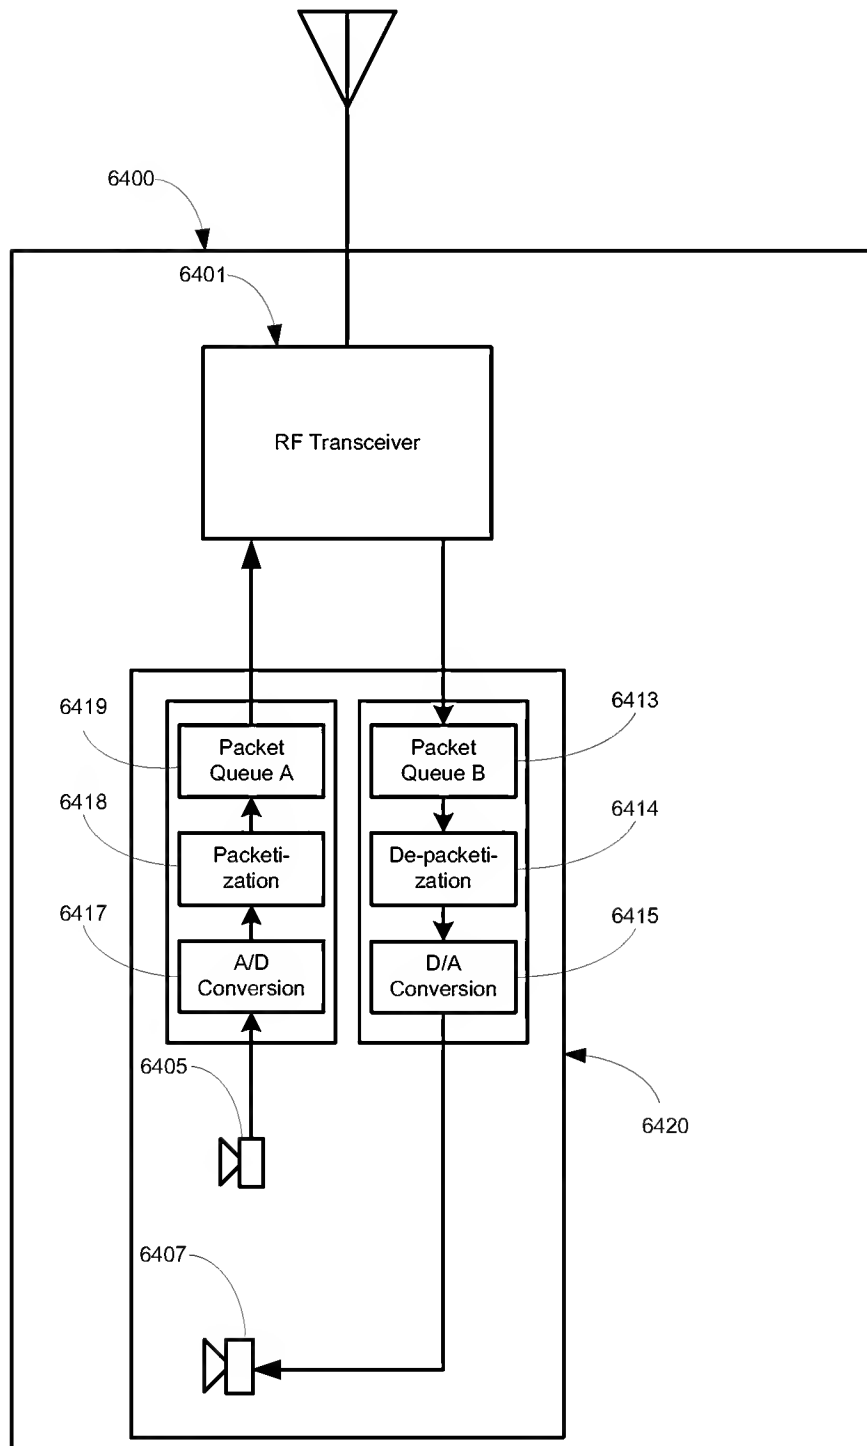 6400
6401
RF Transceiver
6419
6413
Packet
Queue A
Packet
Queue B
6418
6414
Packeti-
zation
De-packeti-
zation
6417
6415
A/D
Conversion
D/A
Conversion
6405
6420
6407